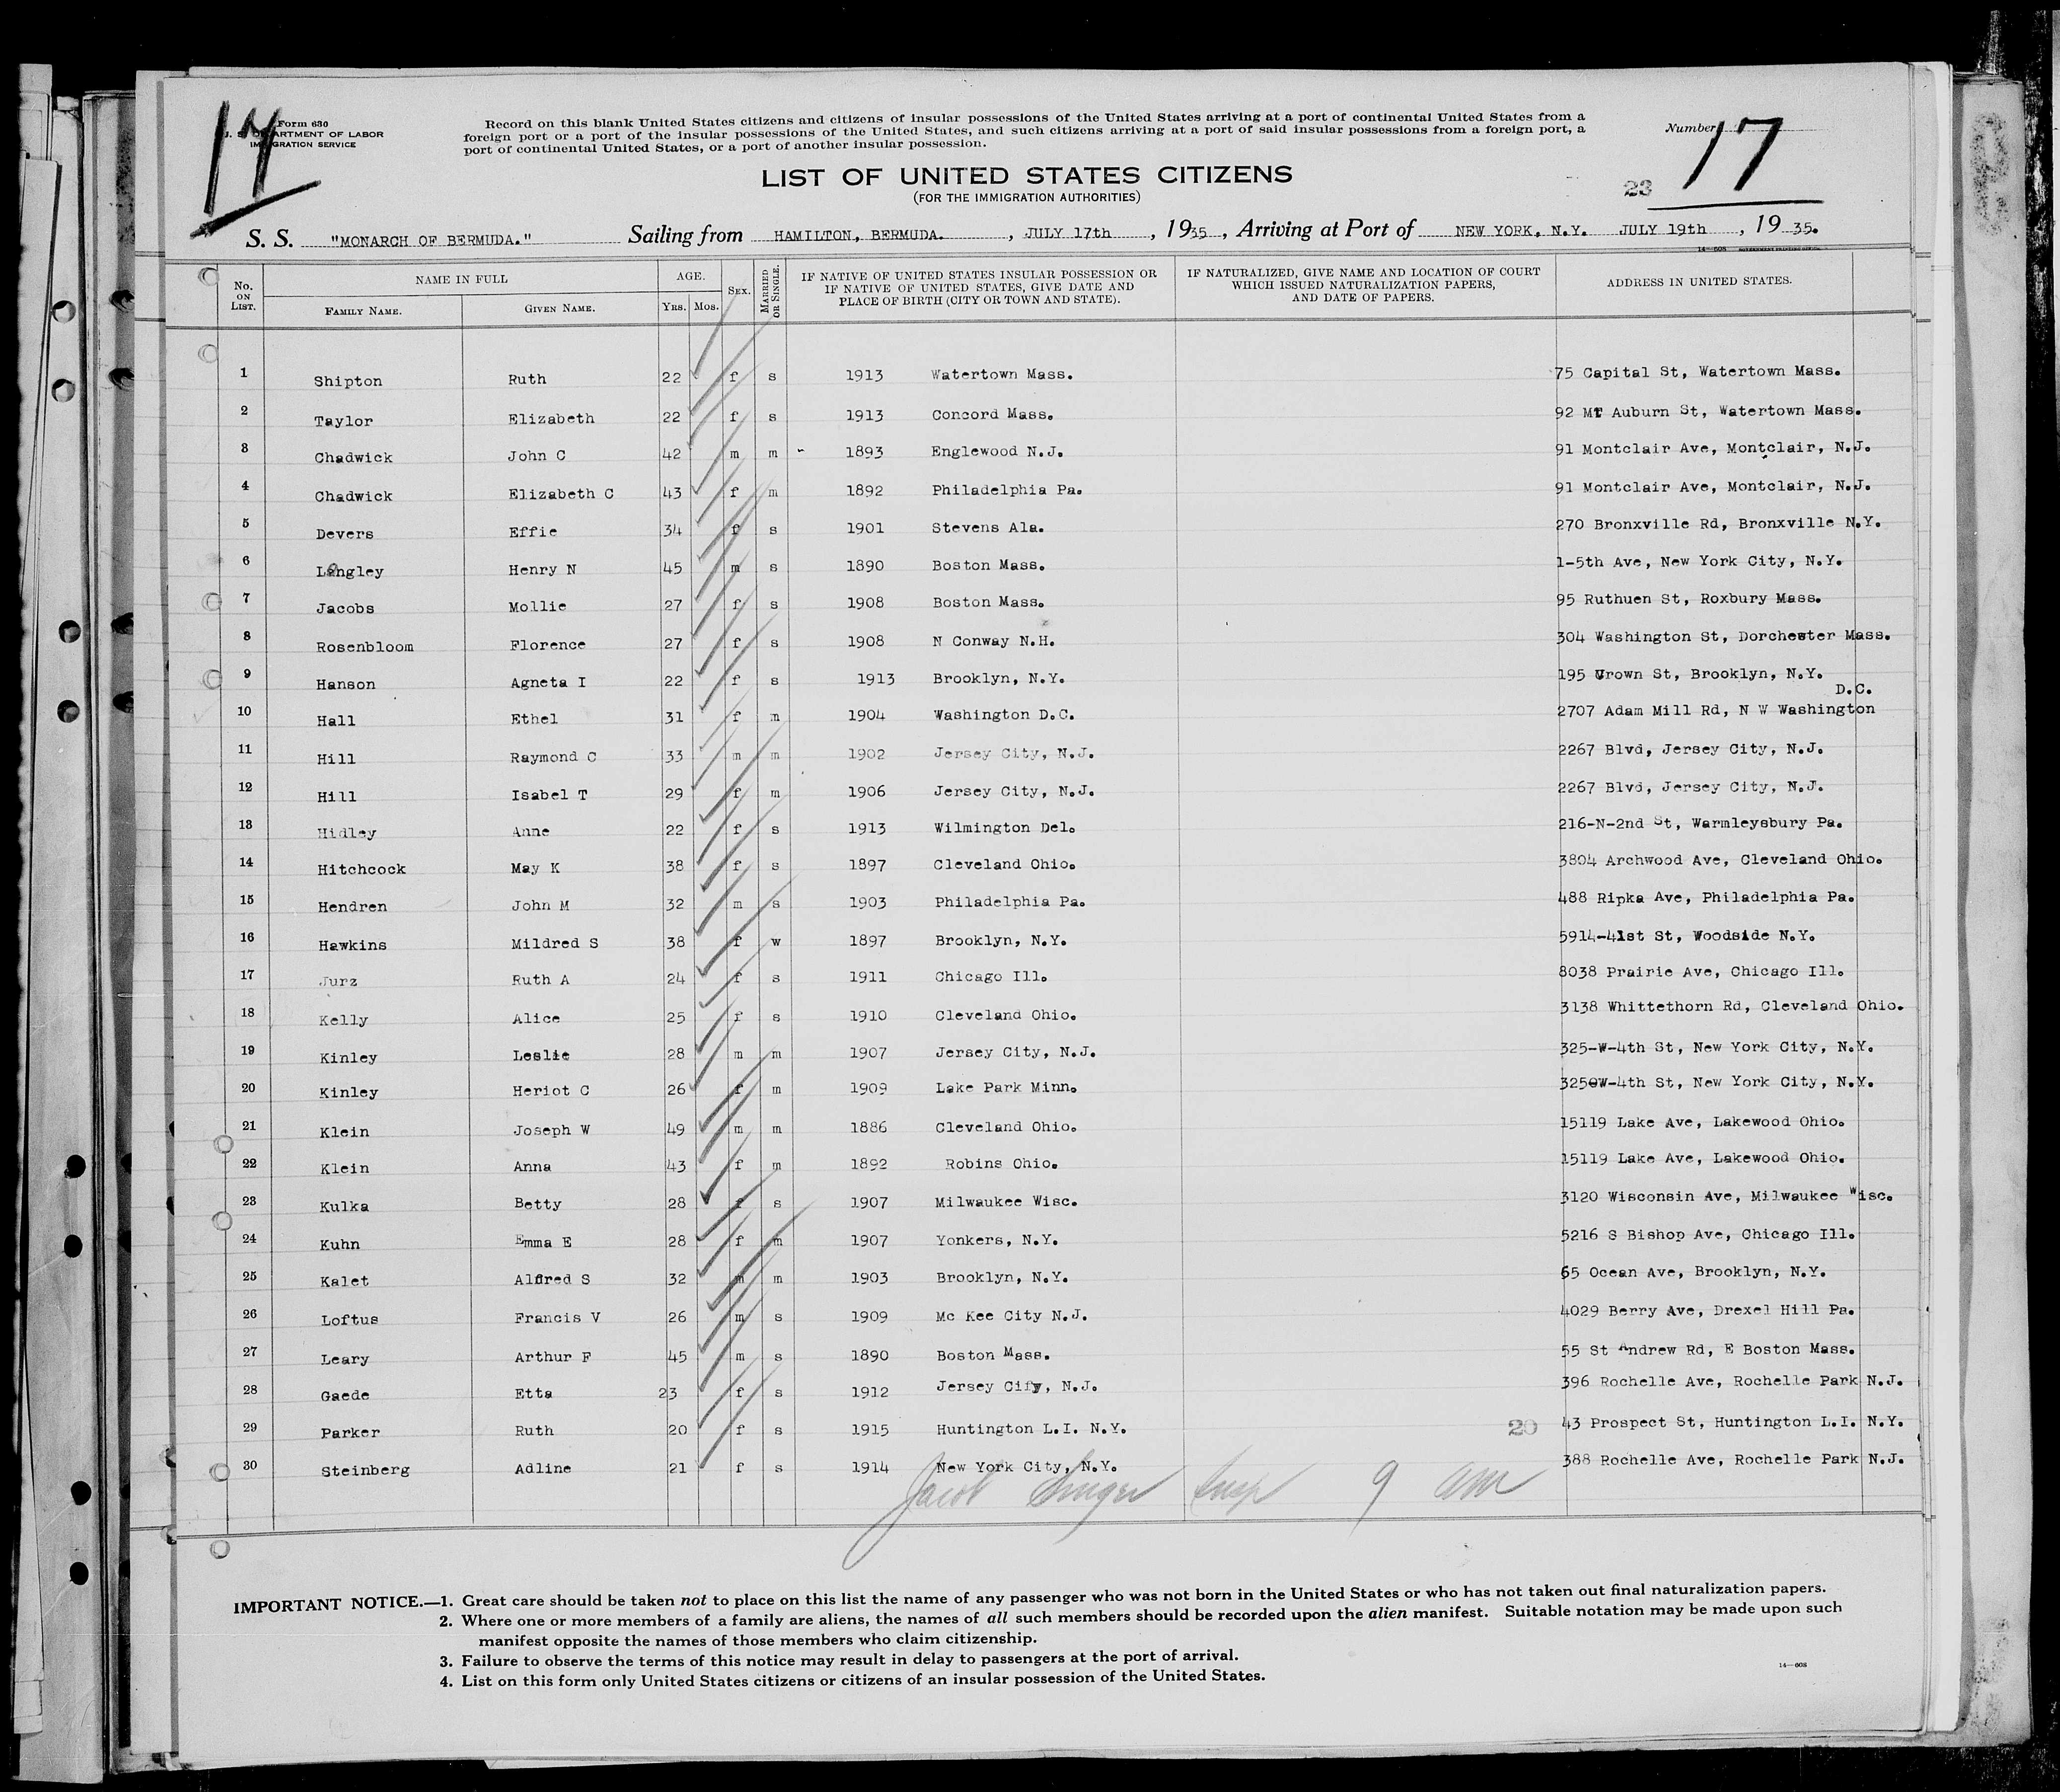 14
Form 630
U. S. DEPARTMENT OF LABOR
IMMIGRATION SERVICE
Record on this blank United States citizens and citizens of insular possessions of the United States arriving at a port of continental United States from a
foreign port or a port of the insular possessions of the United States, and such citizens arriving at a port of said insular possessions from a foreign port, a
port of continental United States, or a port of another insular possession.
Number 17
LIST OF UNITED STATES CITIZENS
(FOR THE IMMIGRATION AUTHORITIES)
23
S. S. "MONARCH OF BERMUDA." Sailing from HAMILTON, BERMUDA. , JULY 17th , 1935 , Arriving at Port of NEW YORK, N.Y. JULY 19th , 19 35.
14—608 GOVERNMENT PRINTING OFFICE
No. ON LIST. NAME IN FULL FAMILY NAME. GIVEN NAME. AGE. YRS. MOS. SEX. MARRIED OR SINGLE. IF NATIVE OF UNITED STATES INSULAR POSSESSION OR IF NATIVE OF UNITED STATES, GIVE DATE AND PLACE OF BIRTH (CITY OR TOWN AND STATE). IF NATURALIZED, GIVE NAME AND LOCATION OF COURT WHICH ISSUED NATURALIZATION PAPERS, AND DATE OF PAPERS. ADDRESS IN UNITED STATES.
1 Shipton Ruth 22 f s 1913 Watertown Mass. 75 Capital St, Watertown Mass.
2 Taylor Elizabeth 22 f s 1913 Concord Mass. 92 MT Auburn St, Watertown Mass.
3 Chadwick John C 42 m m 1893 Englewood N.J. 91 Montclair Ave, Montclair, N.J.
4 Chadwick Elizabeth C 43 f m 1892 Philadelphia Pa. 91 Montclair Ave, Montclair, N.J.
5 Devers Effie 34 f s 1901 Stevens Ala. 270 Bronxville Rd, Bronxville N.Y.
6 Langley Henry N 45 m s 1890 Boston Mass. 1-5th Ave, New York City, N.Y.
7 Jacobs Mollie 27 f s 1908 Boston Mass. 95 Ruthuen St, Roxbury Mass.
8 Rosenbloom Florence 27 f s 1908 N Conway N.H. 304 Washington St, Dorchester Mass.
9 Hanson Agneta I 22 f s 1913 Brooklyn, N.Y. 195 Crown St, Brooklyn, N.Y.
D.C.
10 Hall Ethel 31 f m 1904 Washington D.C. 2707 Adam Mill Rd, N W Washington
11 Hill Raymond C 33 m m 1902 Jersey City, N.J. 2267 Blvd, Jersey City, N.J.
12 Hill Isabel T 29 f m 1906 Jersey City, N.J. 2267 Blvd, Jersey City, N.J.
13 Hidley Anne 22 f s 1913 Wilmington Del. 216-N-2nd St, Warmleysbury Pa.
14 Hitchcock May K 38 f s 1897 Cleveland Ohio. 3804 Archwood Ave, Cleveland Ohio.
15 Hendren John M 32 m s 1903 Philadelphia Pa. 488 Ripka Ave, Philadelphia Pa.
16 Hawkins Mildred S 38 f w 1897 Brooklyn, N.Y. 5914-41st St, Woodside N.Y.
17 Jurz Ruth A 24 f s 1911 Chicago Ill. 8038 Prairie Ave, Chicago Ill.
18 Kelly Alice 25 f s 1910 Cleveland Ohio. 3138 Whittethorn Rd, Cleveland Ohio.
19 Kinley Leslie 28 m m 1907 Jersey City, N.J. 325-W-4th St, New York City, N.Y.
20 Kinley Heriot C 26 f m 1909 Lake Park Minn. 3250W-4th St, New York City, N.Y.
21 Klein Joseph W 49 m m 1886 Cleveland Ohio. 15119 Lake Ave, Lakewood Ohio.
22 Klein Anna 43 f m 1892 Robins Ohio. 15119 Lake Ave, Lakewood Ohio.
23 Kulka Betty 28 f s 1907 Milwaukee Wisc. 3120 Wisconsin Ave, Milwaukee Wisc.
24 Kuhn Emma E 28 f m 1907 Yonkers, N.Y. 5216 S Bishop Ave, Chicago Ill.
25 Kalet Alfred S 32 m m 1903 Brooklyn, N.Y. 65 Ocean Ave, Brooklyn, N.Y.
26 Loftus Francis V 26 m s 1909 Mc Kee City N.J. 4029 Berry Ave, Drexel Hill Pa.
27 Leary Arthur F 45 m s 1890 Boston Mass. 55 St Andrew Rd, E Boston Mass.
28 Gaede Etta 23 f s 1912 Jersey City, N.J. 396 Rochelle Ave, Rochelle Park N.J.
29 Parker Ruth 20 f s 1915 Huntington L.I. N.Y. 20 43 Prospect St, Huntington L.I. N.Y.
30 Steinberg Adline 21 f s 1914 New York City, N.Y. 388 Rochelle Ave, Rochelle Park N.J.
Jacob Singer Insp 9 am
IMPORTANT NOTICE.—1. Great care should be taken not to place on this list the name of any passenger who was not born in the United States or who has not taken out final naturalization papers.
2. Where one or more members of a family are aliens, the names of all such members should be recorded upon the alien manifest. Suitable notation may be made upon such
manifest opposite the names of those members who claim citizenship.
3. Failure to observe the terms of this notice may result in delay to passengers at the port of arrival.
4. List on this form only United States citizens or citizens of an insular possession of the United States.
14—608